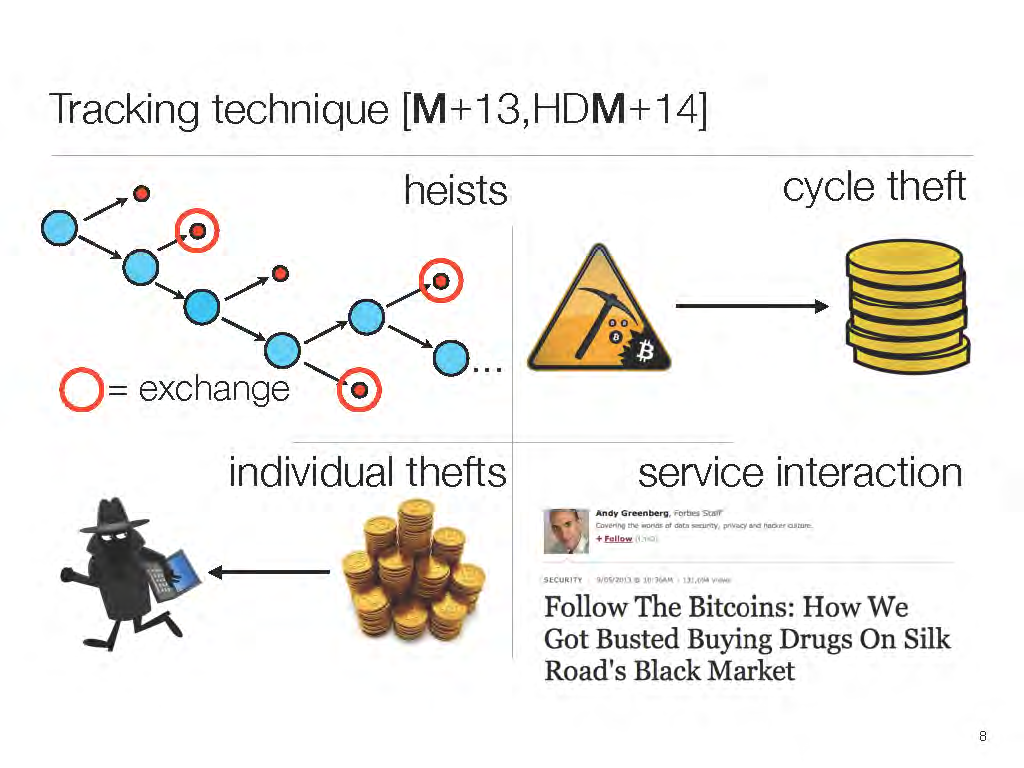 Tracking technique [M+13,HDM+14]
heists
cycle theft
...
= exchange
individual thefts
service interaction
Andy Greenberg, Forbes Staff
Covering the worlds of data security, privacy and hacker culture.
+ Follow
SECURITY | 9/05/2013 @ 10:36AM | 131,094 views
Follow The Bitcoins: How We
Got Busted Buying Drugs On Silk
Road's Black Market
8